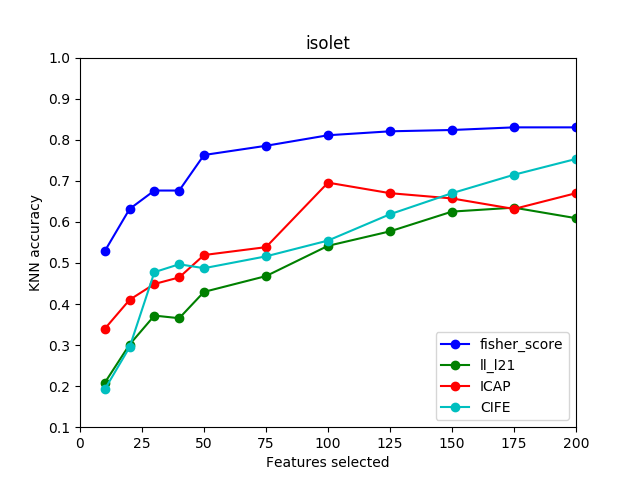 isolet
KNN accuracy
1.0
0.9
0.8
0.7
0.6
0.5
0.4
0.3
0.2
0.1
0 25 50 75 100 125 150 175 200
Features selected
fisher_score
ll_l21
ICAP
CIFE